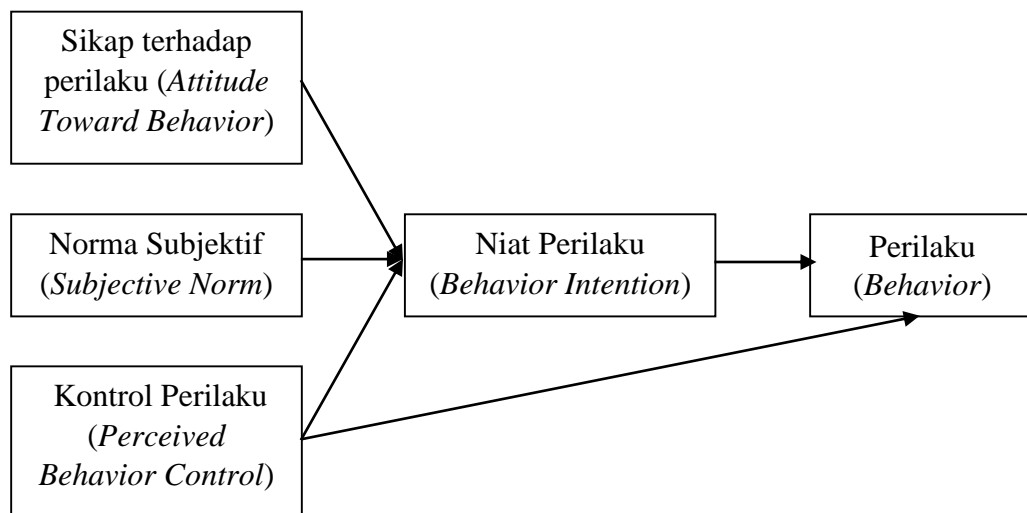 Sikap terhadap
perilaku (Attitude
Toward Behavior)
Norma Subjektif
(Subjective Norm)
Niat Perilaku
(Behavior Intention)
Perilaku
(Behavior)
Kontrol Perilaku
(Perceived
Behavior Control)